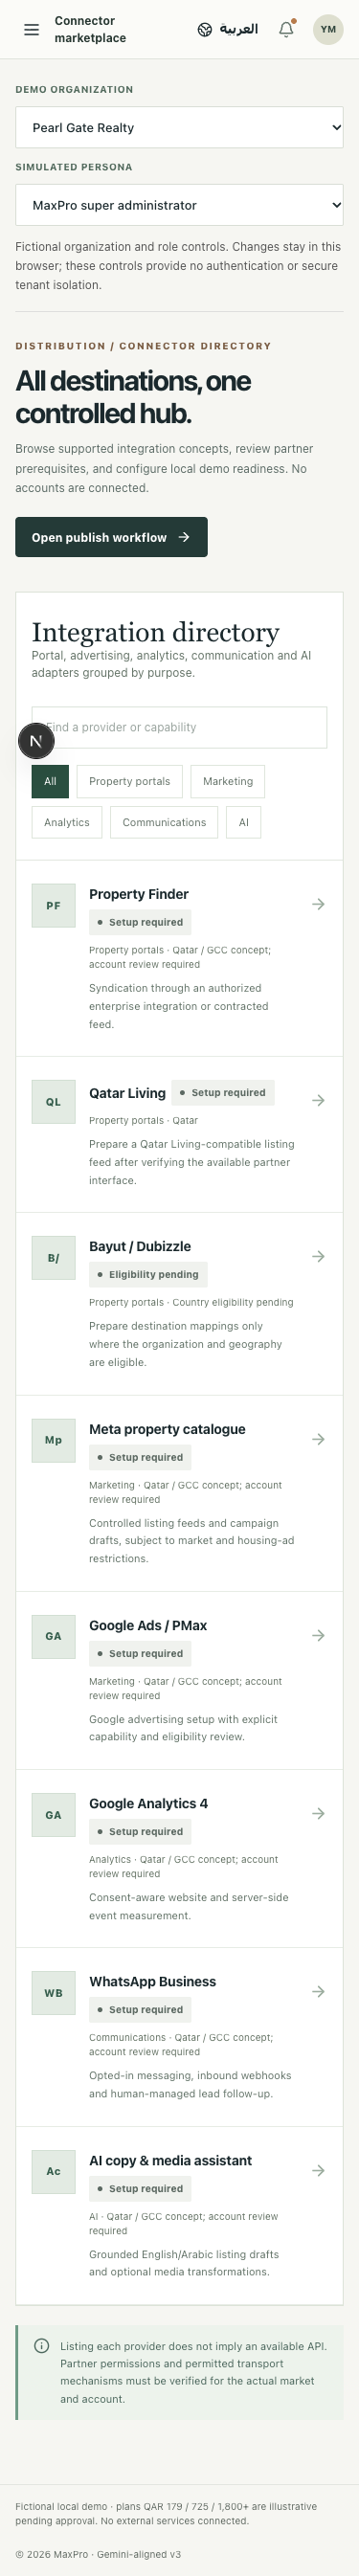 Connector
marketplace
العربية
YM
DEMO ORGANIZATION
Pearl Gate Realty
SIMULATED PERSONA
MaxPro super administrator
Fictional organization and role controls. Changes stay in this
browser; these controls provide no authentication or secure
tenant isolation.
DISTRIBUTION / CONNECTOR DIRECTORY
All destinations, one
controlled hub.
Browse supported integration concepts, review partner
prerequisites, and configure local demo readiness. No
accounts are connected.
Open publish workflow
Integration directory
Portal, advertising, analytics, communication and AI
adapters grouped by purpose.
Find a provider or capability
N
All
Property portals
Marketing
Analytics
Communications
AI
PF
Property Finder
Setup required
Property portals · Qatar / GCC concept;
account review required
Syndication through an authorized
enterprise integration or contracted
feed.
QL
Qatar Living
Setup required
Property portals · Qatar
Prepare a Qatar Living-compatible listing
feed after verifying the available partner
interface.
B/
Bayut / Dubizzle
Eligibility pending
Property portals · Country eligibility pending
Prepare destination mappings only
where the organization and geography
are eligible.
Mp
Meta property catalogue
Setup required
Marketing · Qatar / GCC concept; account
review required
Controlled listing feeds and campaign
drafts, subject to market and housing-ad
restrictions.
GA
Google Ads / PMax
Setup required
Marketing · Qatar / GCC concept; account
review required
Google advertising setup with explicit
capability and eligibility review.
GA
Google Analytics 4
Setup required
Analytics · Qatar / GCC concept; account
review required
Consent-aware website and server-side
event measurement.
WB
WhatsApp Business
Setup required
Communications · Qatar / GCC concept;
account review required
Opted-in messaging, inbound webhooks
and human-managed lead follow-up.
Ac
AI copy & media assistant
Setup required
AI · Qatar / GCC concept; account review
required
Grounded English/Arabic listing drafts
and optional media transformations.
Listing each provider does not imply an available API.
Partner permissions and permitted transport
mechanisms must be verified for the actual market
and account.
Fictional local demo · plans QAR 179 / 725 / 1,800+ are illustrative
pending approval. No external services connected.
© 2026 MaxPro · Gemini-aligned v3